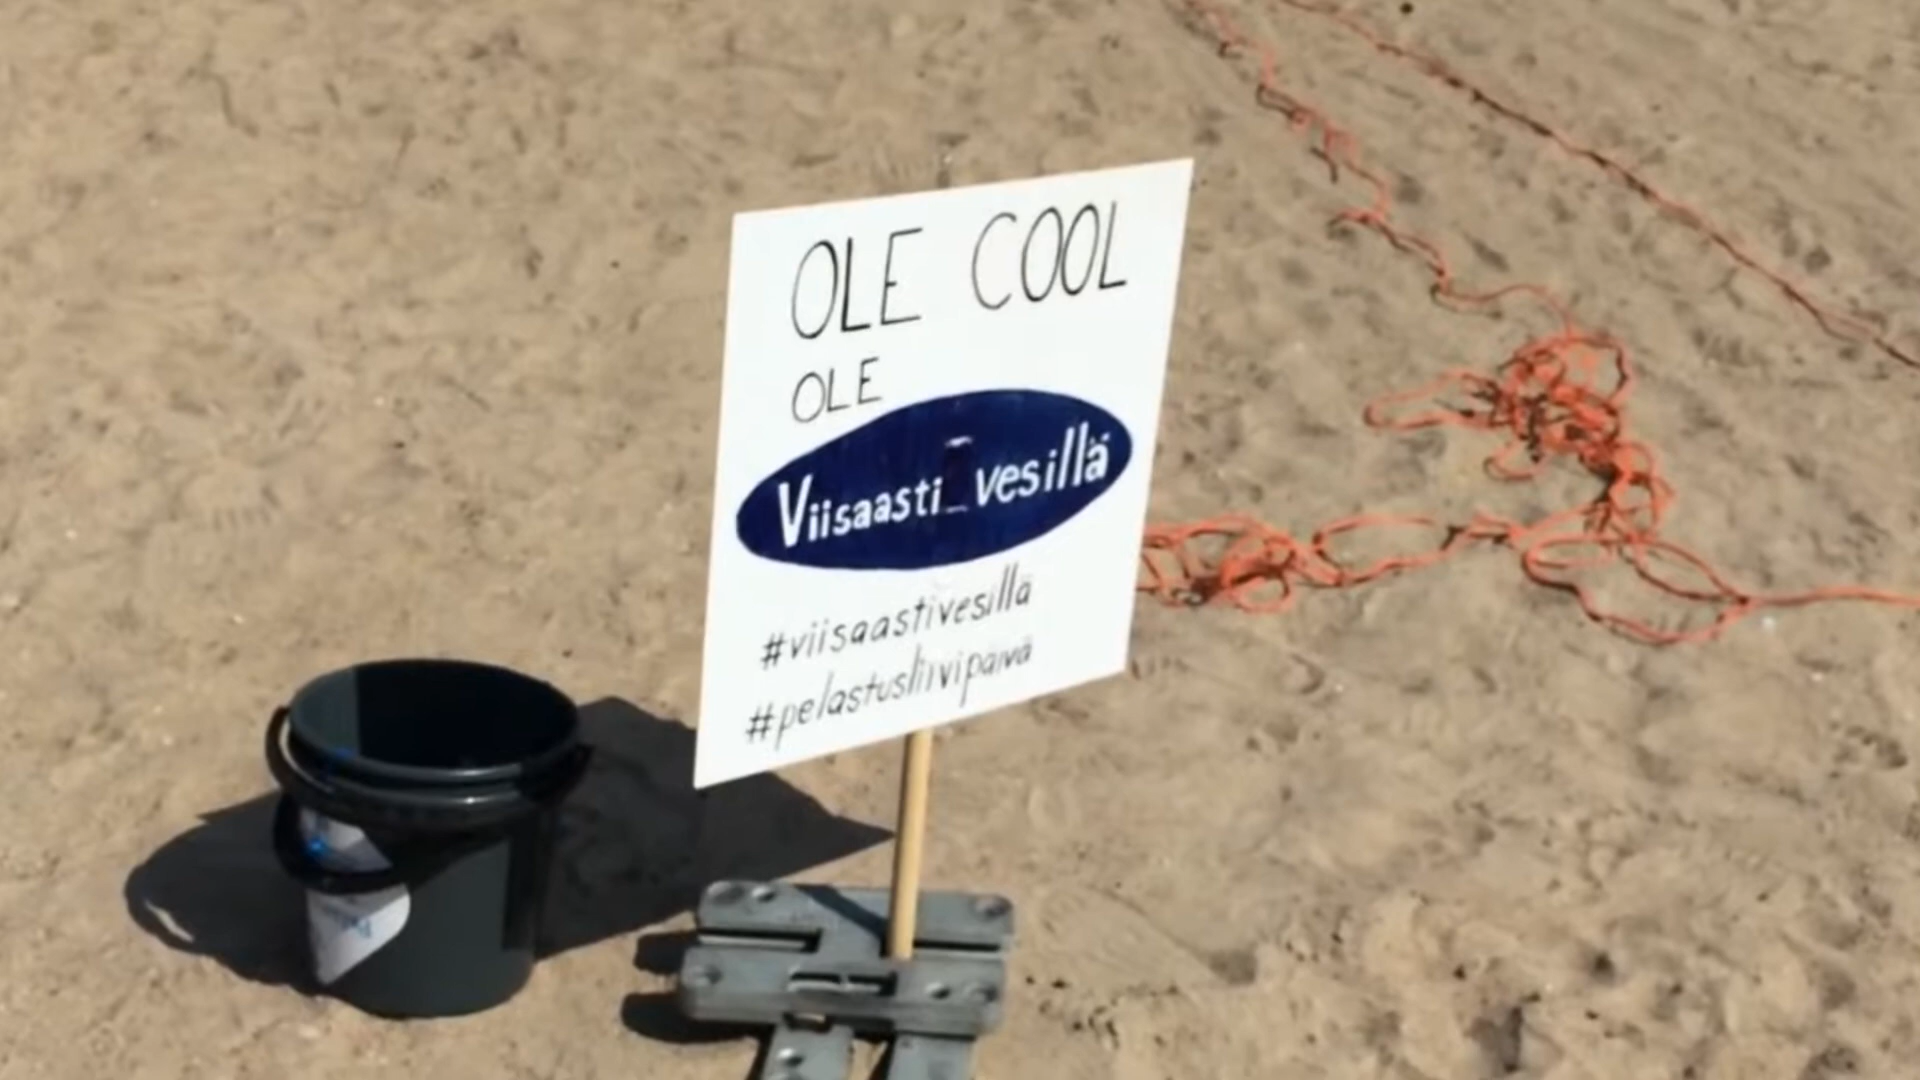 OLE COOL
OLE
Viisaasti vesillä
#viisaastivesillä
#pelastusliivipäivä